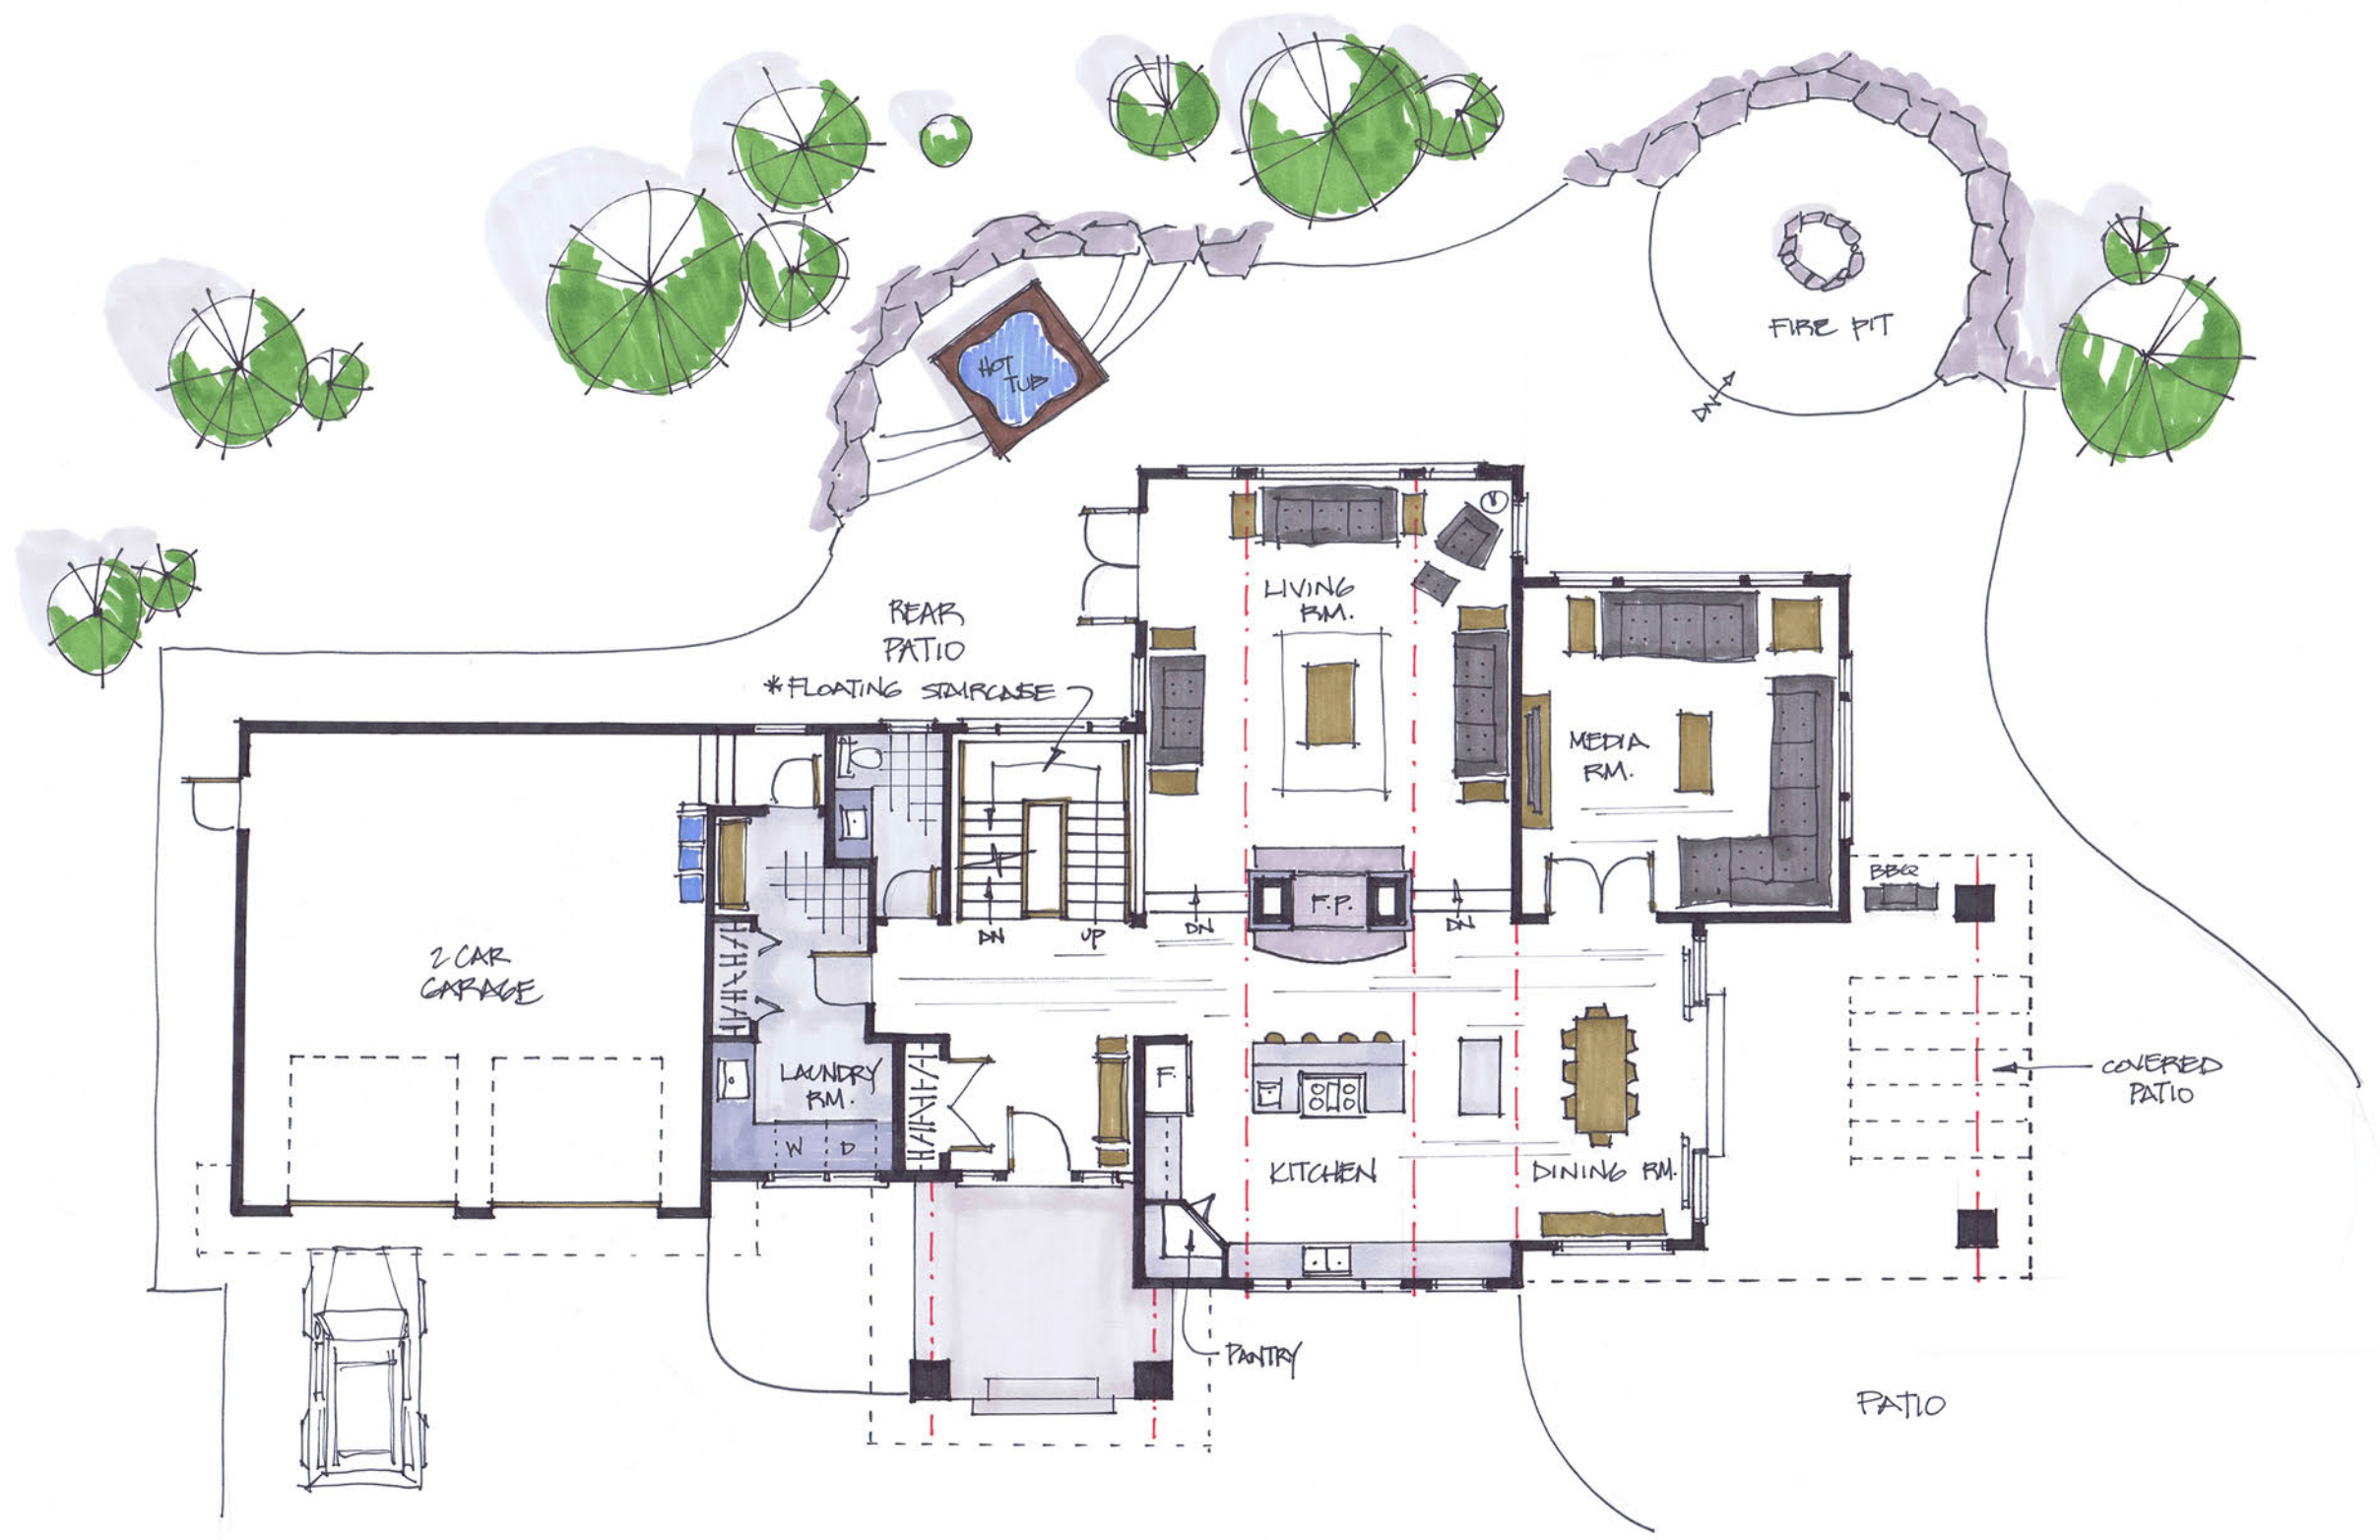 FIRE PIT
DN
HOT
TUB
LIVING
RM.
REAR
PATIO
*FLOATING STAIRCASE
MEDIA
RM.
BBQ
F.P.
DN
UP
DN
DN
2 CAR
GARAGE
LAUNDRY
RM.
W D
F.
KITCHEN
DINING RM.
COVERED
PATIO
PANTRY
PATIO